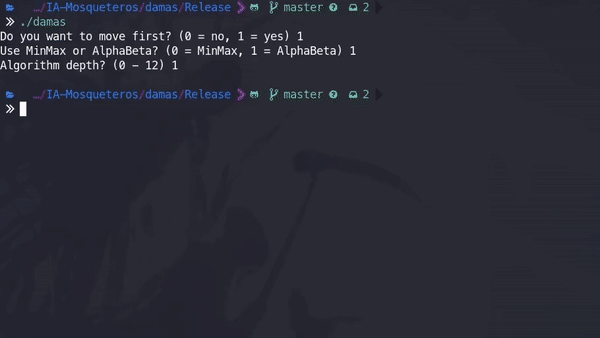 …/IA-Mosqueteros/damas/Release master 2
» ./damas
Do you want to move first? (0 = no, 1 = yes) 1
Use MinMax or AlphaBeta? (0 = MinMax, 1 = AlphaBeta) 1
Algorithm depth? (0 – 12) 1
…/IA-Mosqueteros/damas/Release master 2
»